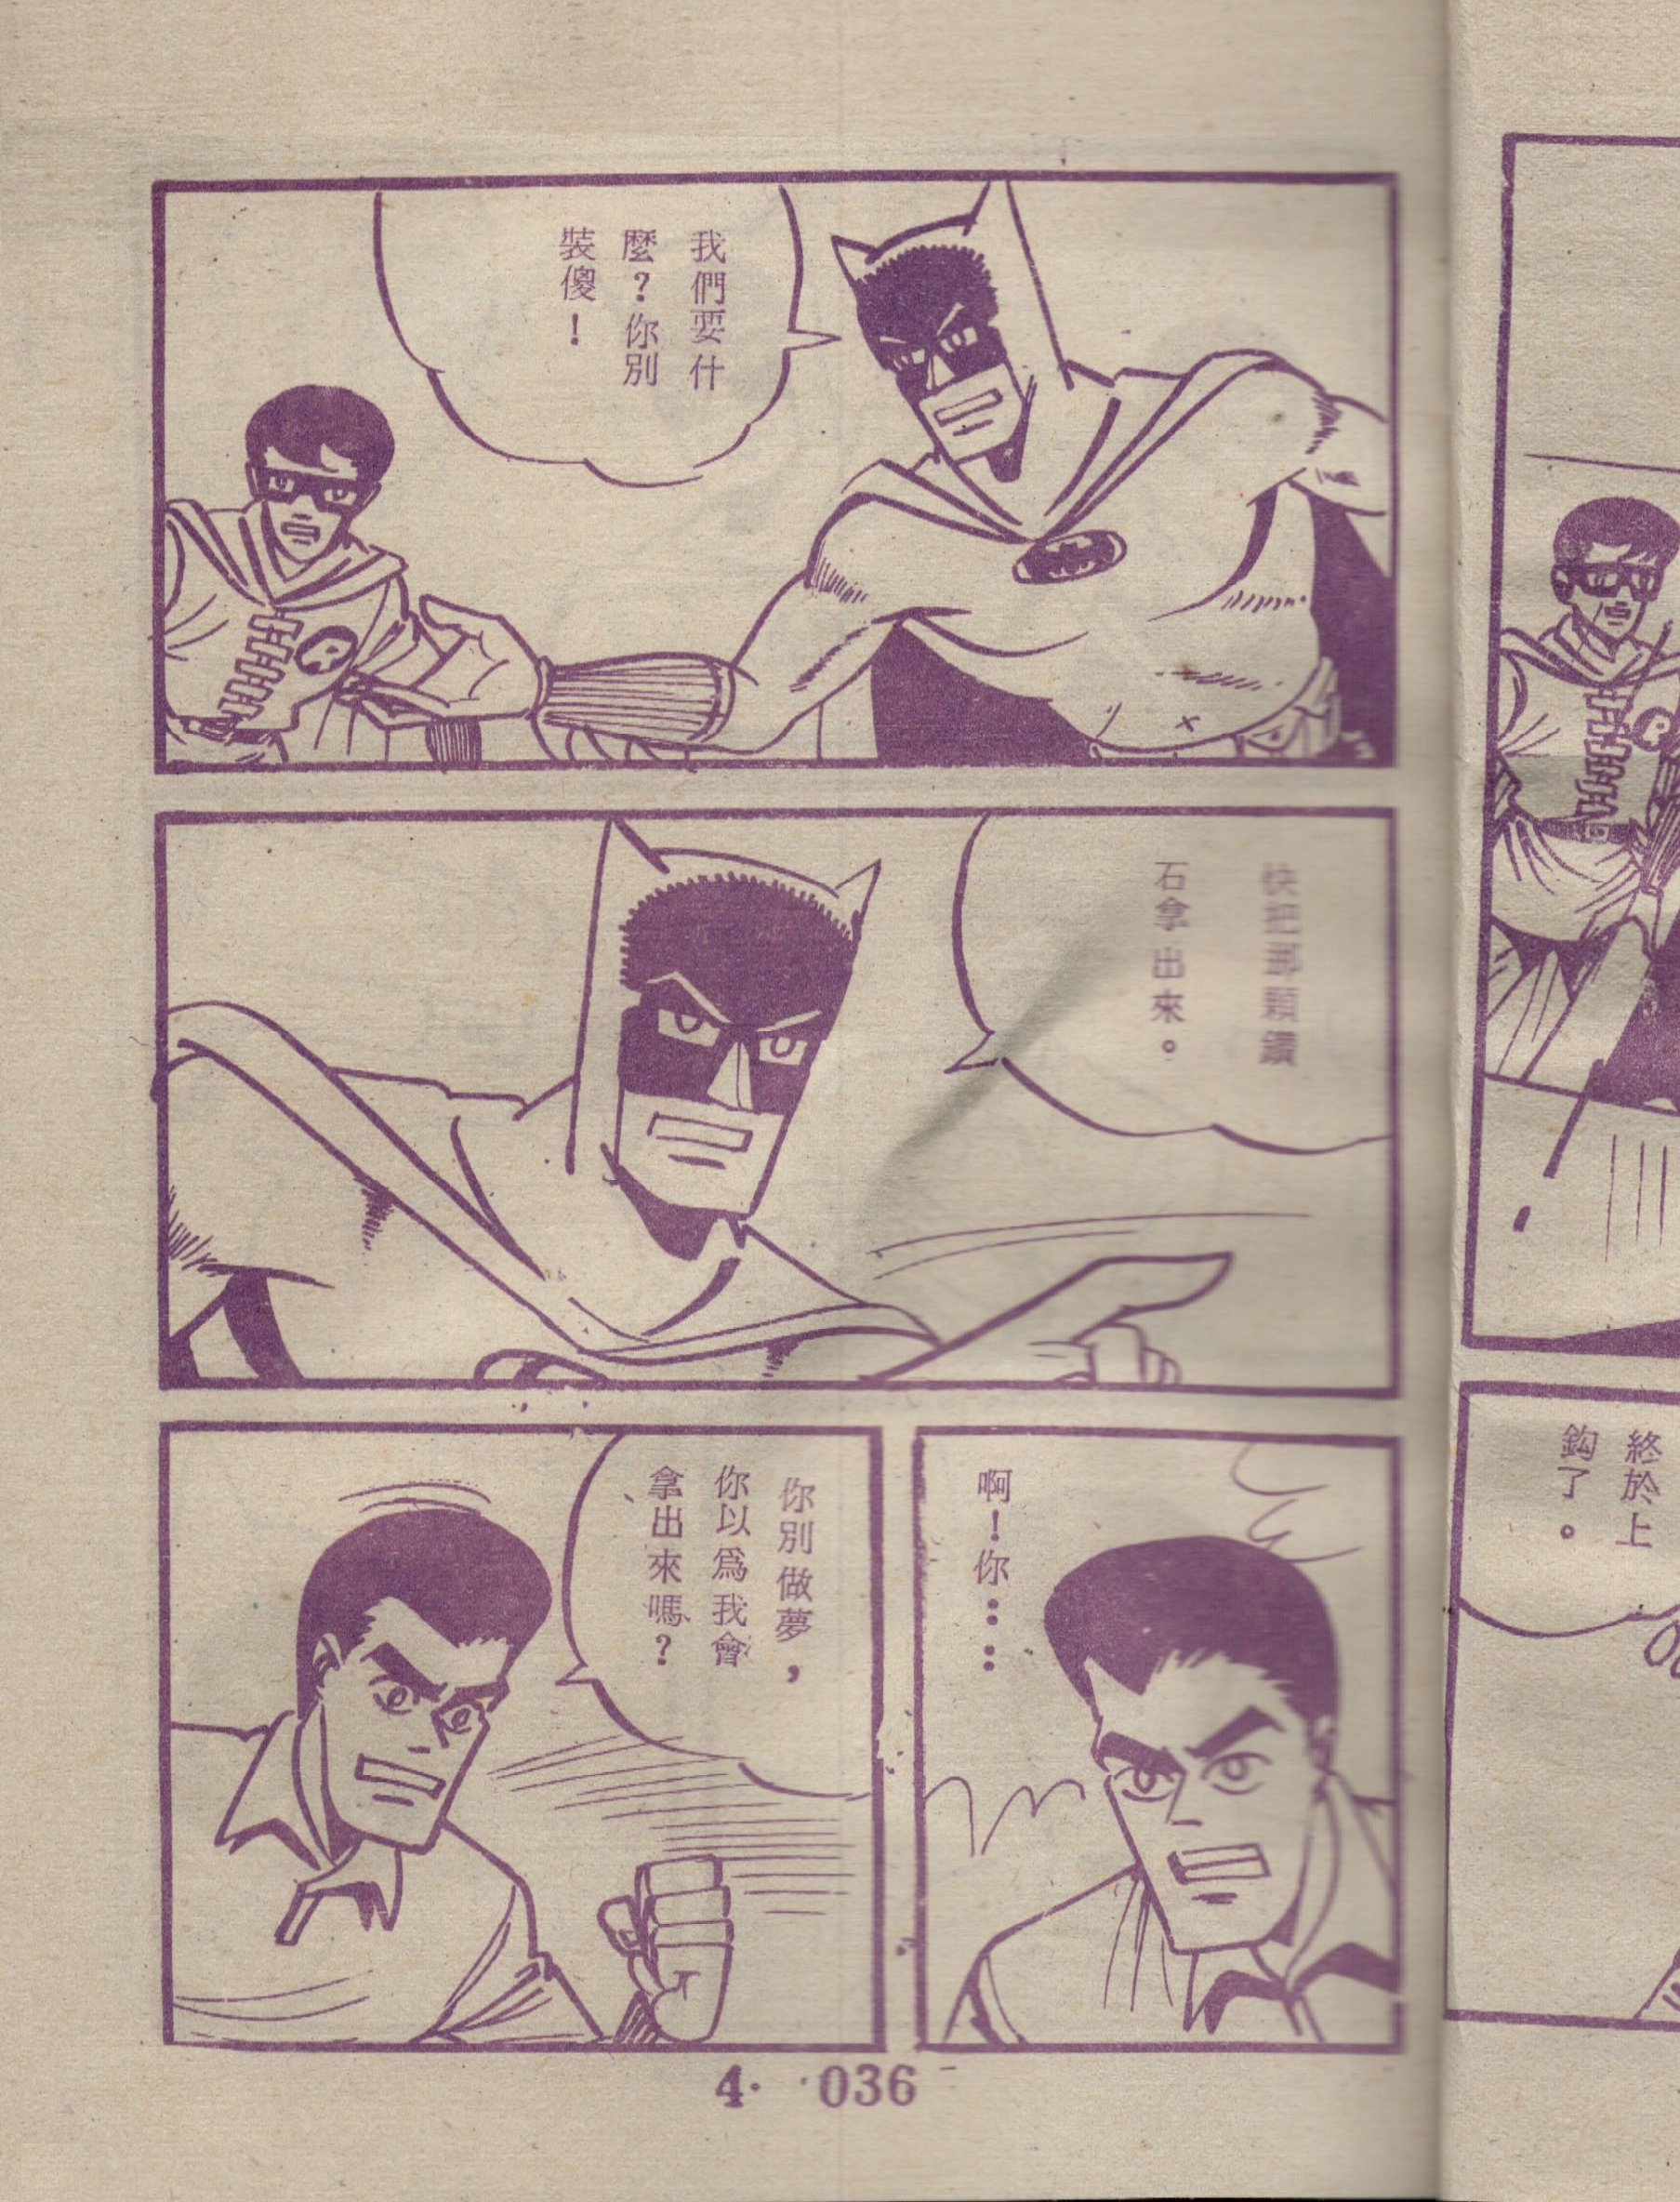 我們要什
麼？你別
裝傻！
R
快把那顆鑽
石拿出來。
啊！你⋯⋯
你別做夢，
你以為我會
拿出來嗎？
4· 036
R
終於上
鈎了。